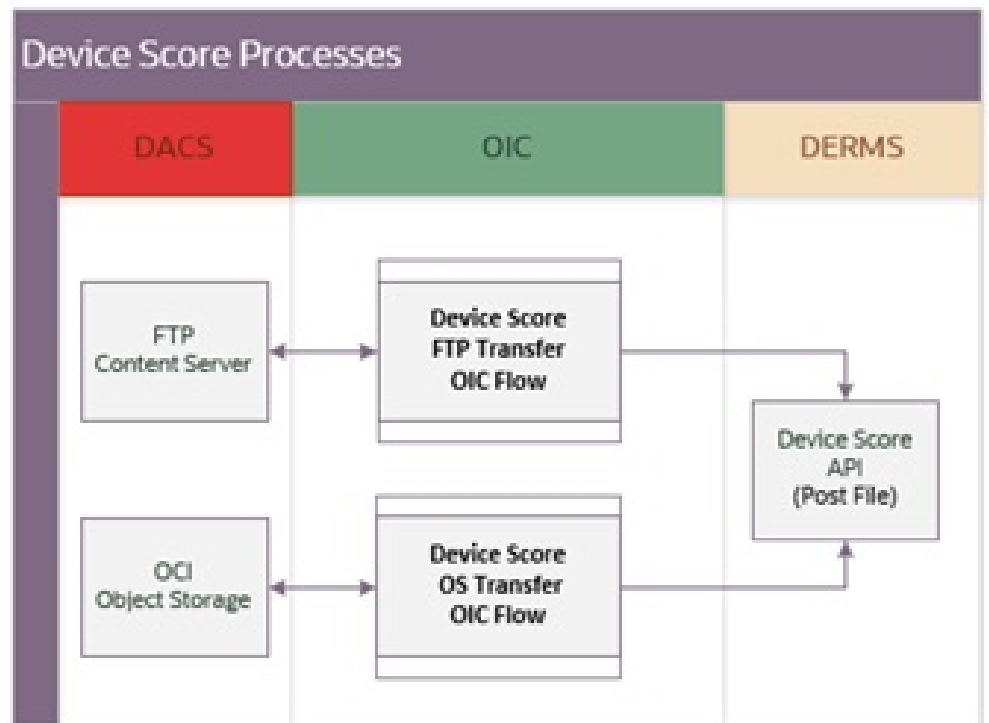 Device Score Processes
DACS
OIC
DERMS
FTP
Content Server
Device Score
FTP Transfer
OIC Flow
Device Score
API
(Post File)
OCI
Object Storage
Device Score
OS Transfer
OIC Flow